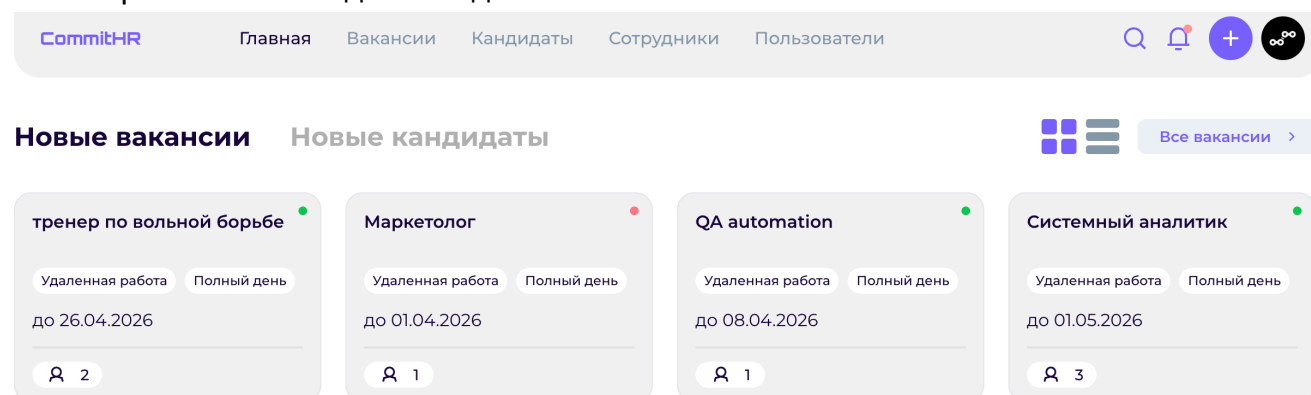 CommitHR Главная Вакансии Кандидаты Сотрудники Пользователи
Новые вакансии Новые кандидаты Все вакансии
тренер по вольной борьбе Маркетолог QA automation Системный аналитик
Удаленная работа Полный день Удаленная работа Полный день Удаленная работа Полный день Удаленная работа Полный день
до 26.04.2026 до 01.04.2026 до 08.04.2026 до 01.05.2026
2 1 1 3